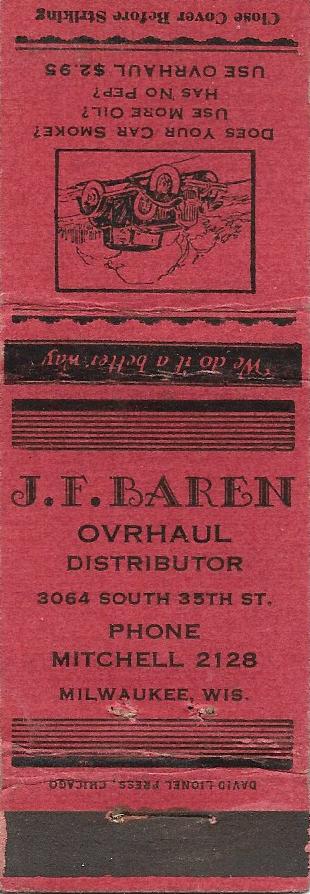 Close Cover Before Striking
DOES YOUR CAR SMOKE?
USE MORE OIL?
HAS NO PEP?
USE OVRHAUL $2.95
"We do it a better way"
J.F. BAREN
OVRHAUL
DISTRIBUTOR
3064 SOUTH 35TH ST.
PHONE
MITCHELL 2128
MILWAUKEE, WIS.
DAVID LIONEL PRESS, CHICAGO